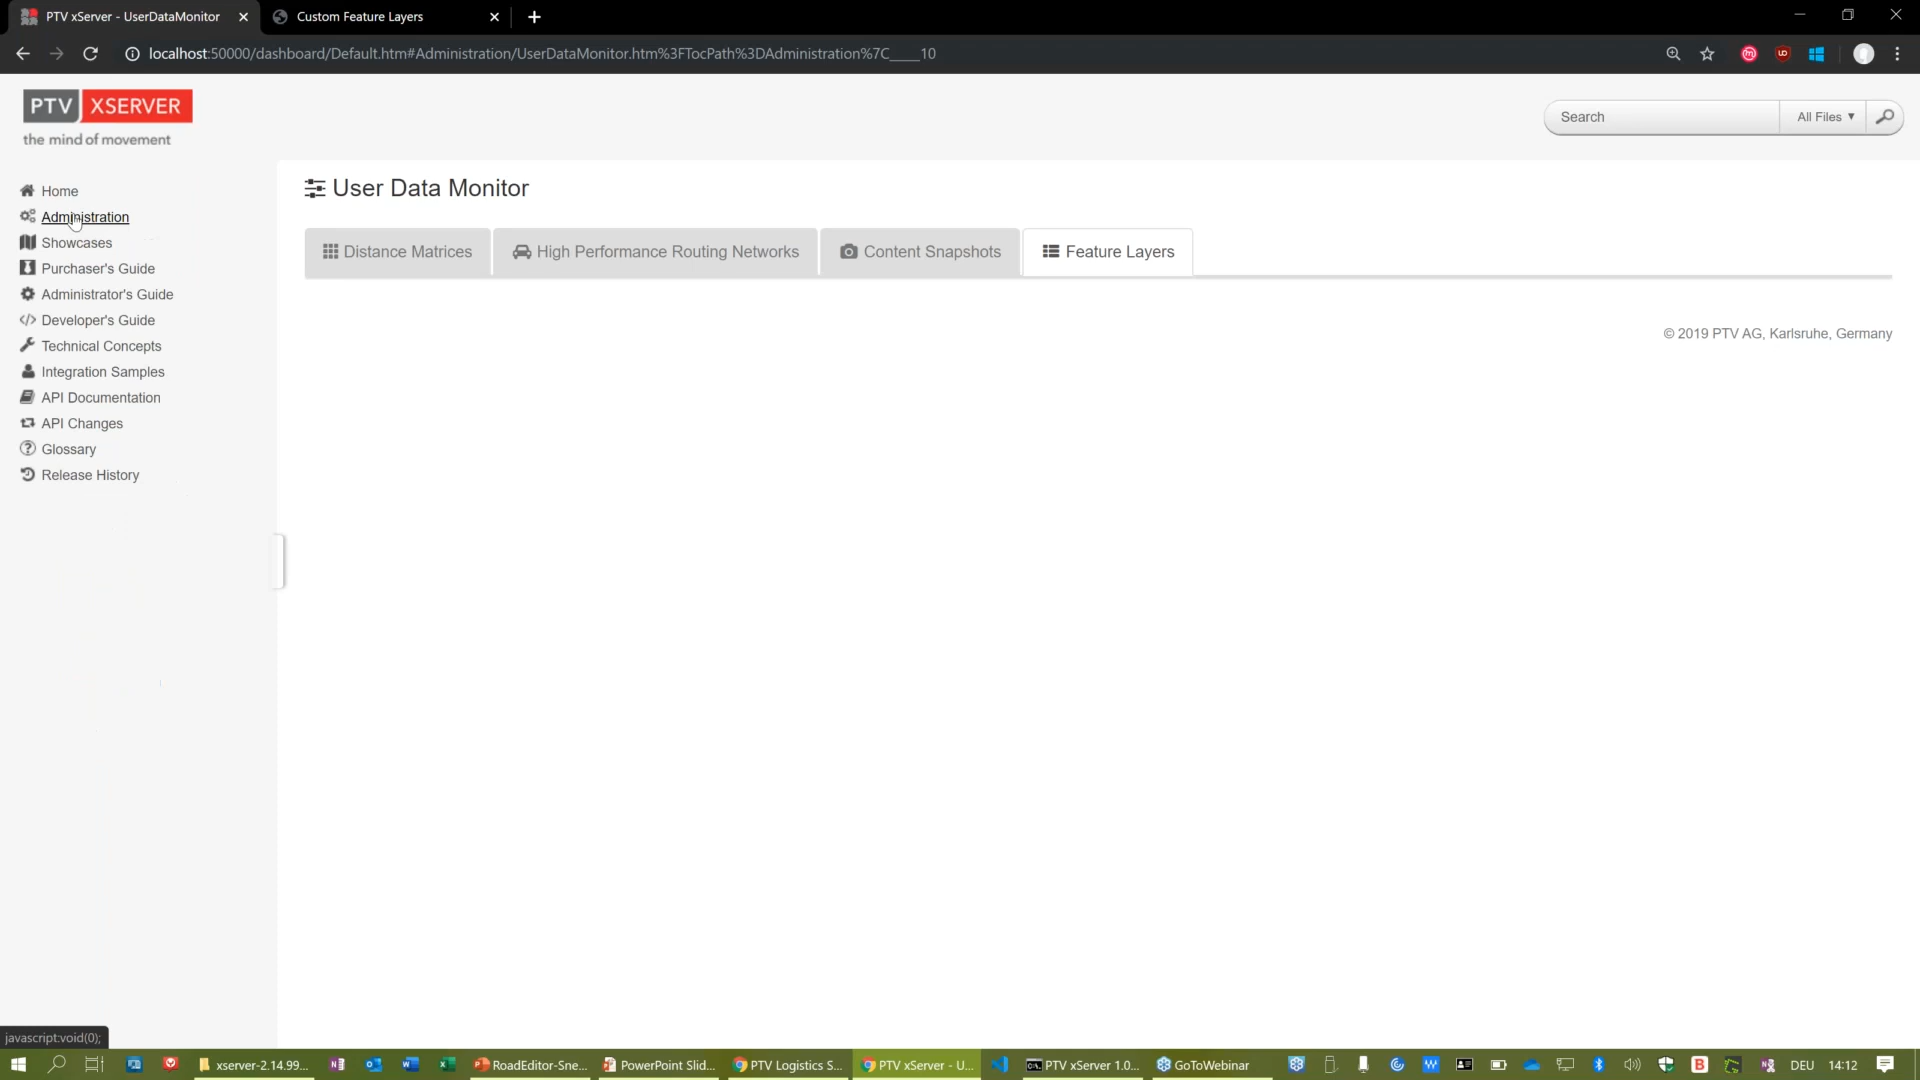 PTV xServer - UserDataMonitor
Custom Feature Layers
localhost:50000/dashboard/Default.htm#Administration/UserDataMonitor.htm%3FTocPath%3DAdministration%7C____10
PTV XSERVER
the mind of movement
Search
All Files
Home
Administration
Showcases
Purchaser's Guide
Administrator's Guide
Developer's Guide
Technical Concepts
Integration Samples
API Documentation
API Changes
Glossary
Release History
User Data Monitor
Distance Matrices
High Performance Routing Networks
Content Snapshots
Feature Layers
© 2019 PTV AG, Karlsruhe, Germany
javascript:void(0);
xserver-2.14.99...
RoadEditor-Sne...
PowerPoint Slid...
PTV Logistics S...
PTV xServer - U...
PTV xServer 1.0...
GoToWebinar
DEU
14:12